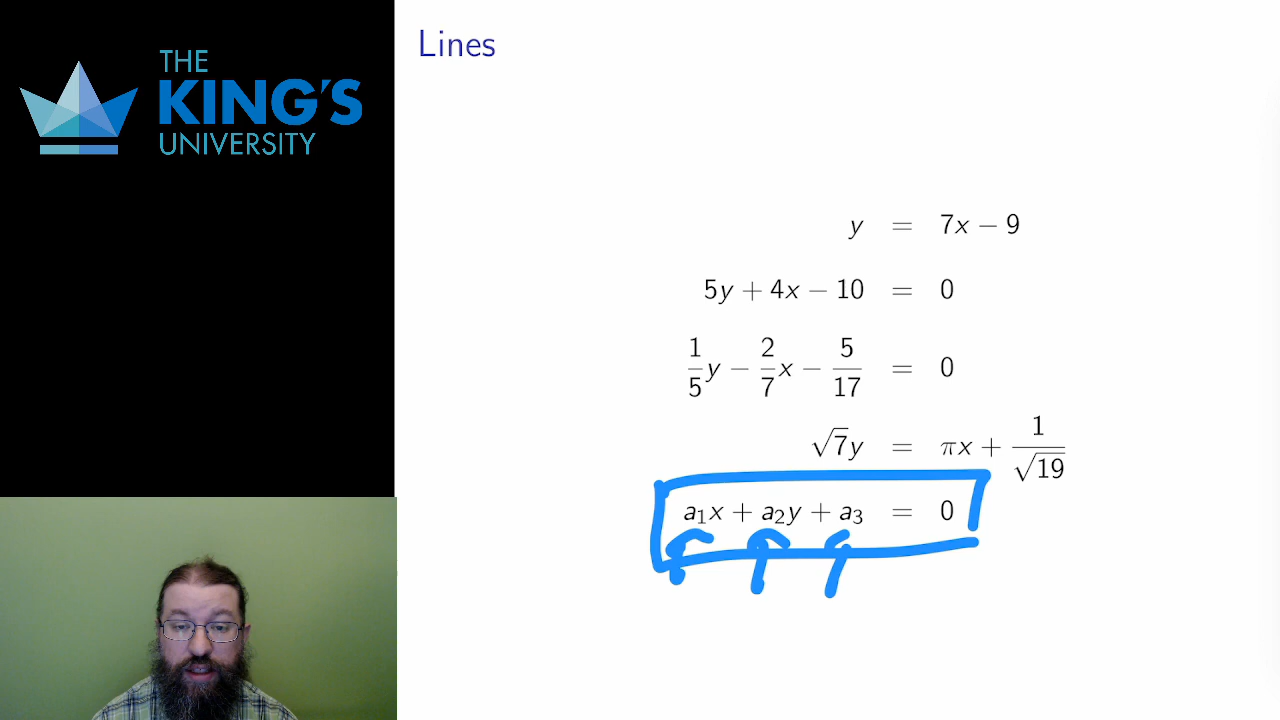 THE
KING'S
UNIVERSITY
Lines
y = 7x − 9
5y + 4x − 10 = 0
1/5 y − 2/7 x − 5/17 = 0
√7y = πx + 1/√19
a₁x + a₂y + a₃ = 0